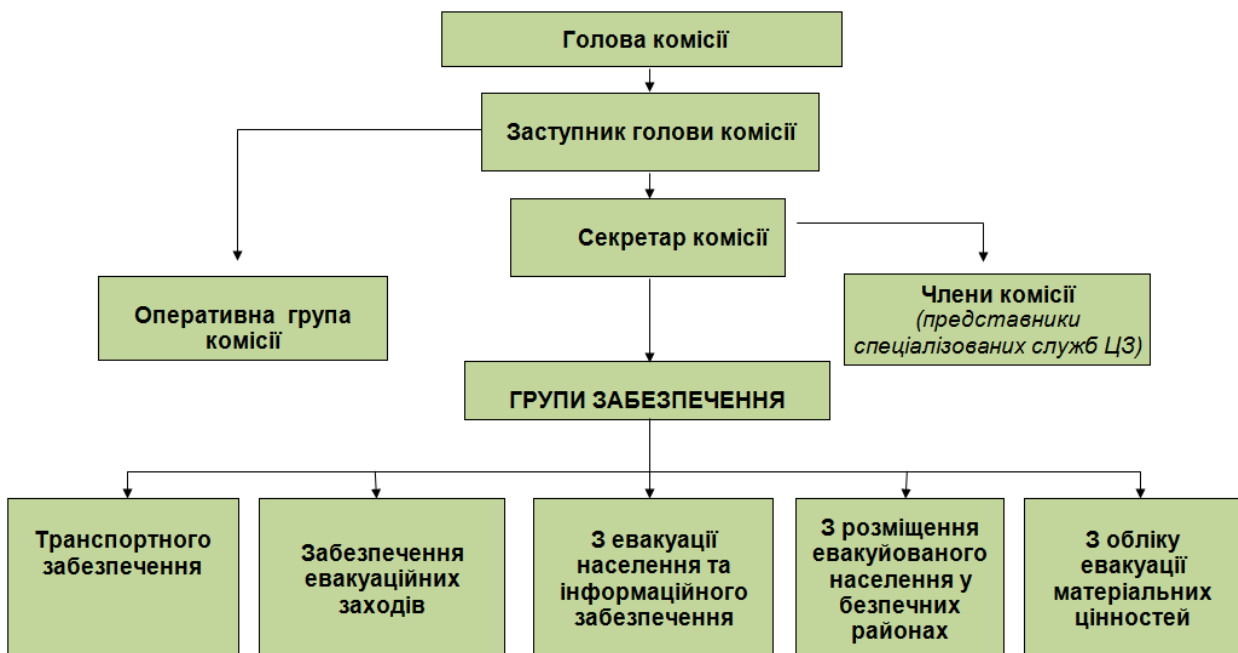 Голова комісії
Заступник голови комісії
Секретар комісії
Оперативна група
комісії
Члени комісії
(представники
спеціалізованих служб ЦЗ)
ГРУПИ ЗАБЕЗПЕЧЕННЯ
Транспортного
забезпечення
Забезпечення
евакуаційних
заходів
З евакуації
населення та
інформаційного
забезпечення
З розміщення
евакуйованого
населення у
безпечних
районах
З обліку
евакуації
матеріальних
цінностей